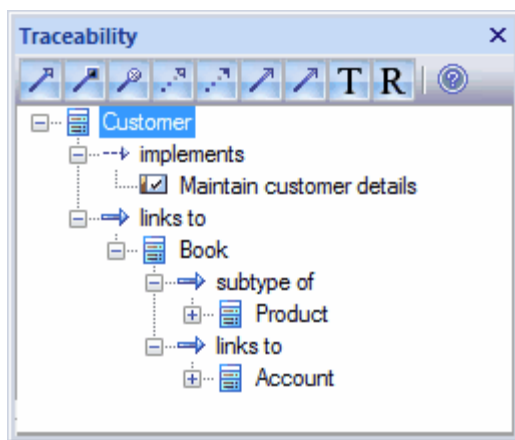 Traceability
T R
Customer
implements
Maintain customer details
links to
Book
subtype of
Product
links to
Account